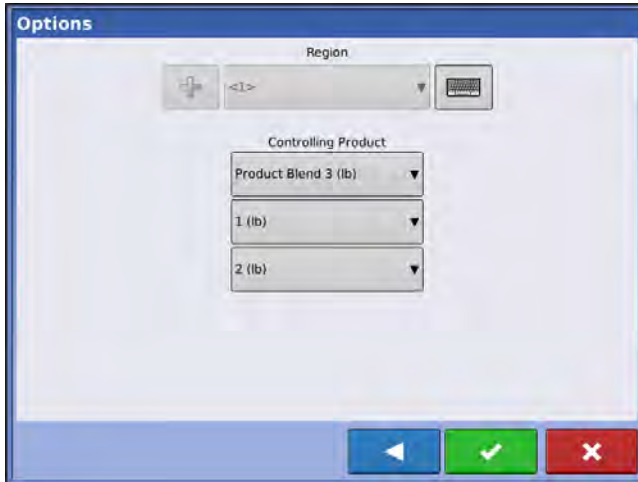 Options
Region
<1>
Controlling Product
Product Blend 3 (lb)
1 (lb)
2 (lb)